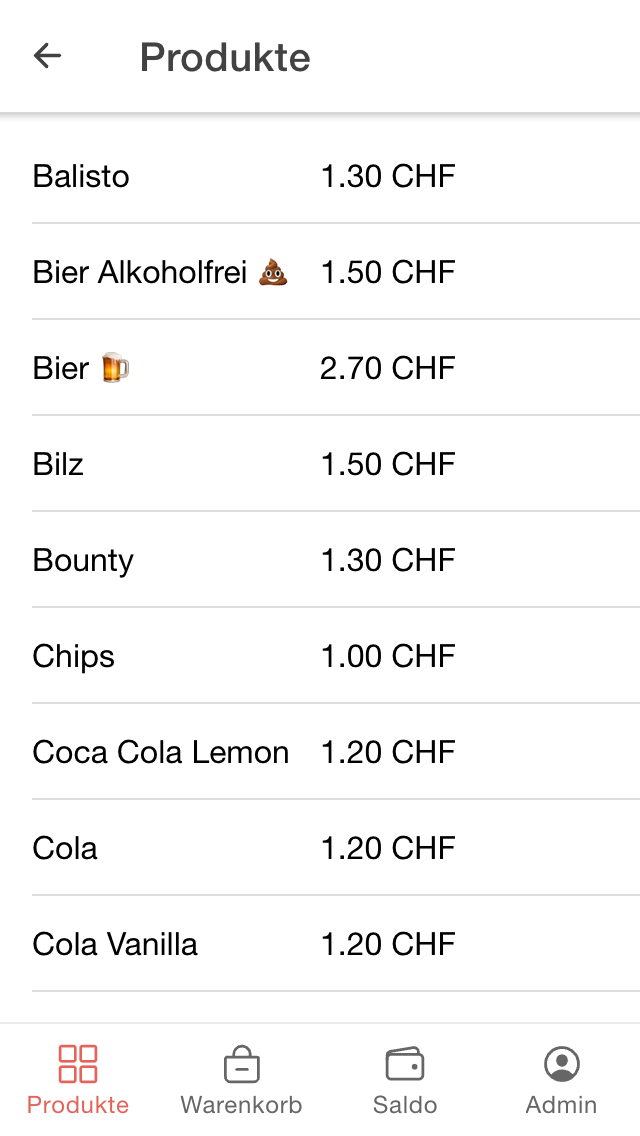 Produkte
Balisto 1.30 CHF
Bier Alkoholfrei 💩 1.50 CHF
Bier 🍺 2.70 CHF
Bilz 1.50 CHF
Bounty 1.30 CHF
Chips 1.00 CHF
Coca Cola Lemon 1.20 CHF
Cola 1.20 CHF
Cola Vanilla 1.20 CHF
Produkte Warenkorb Saldo Admin